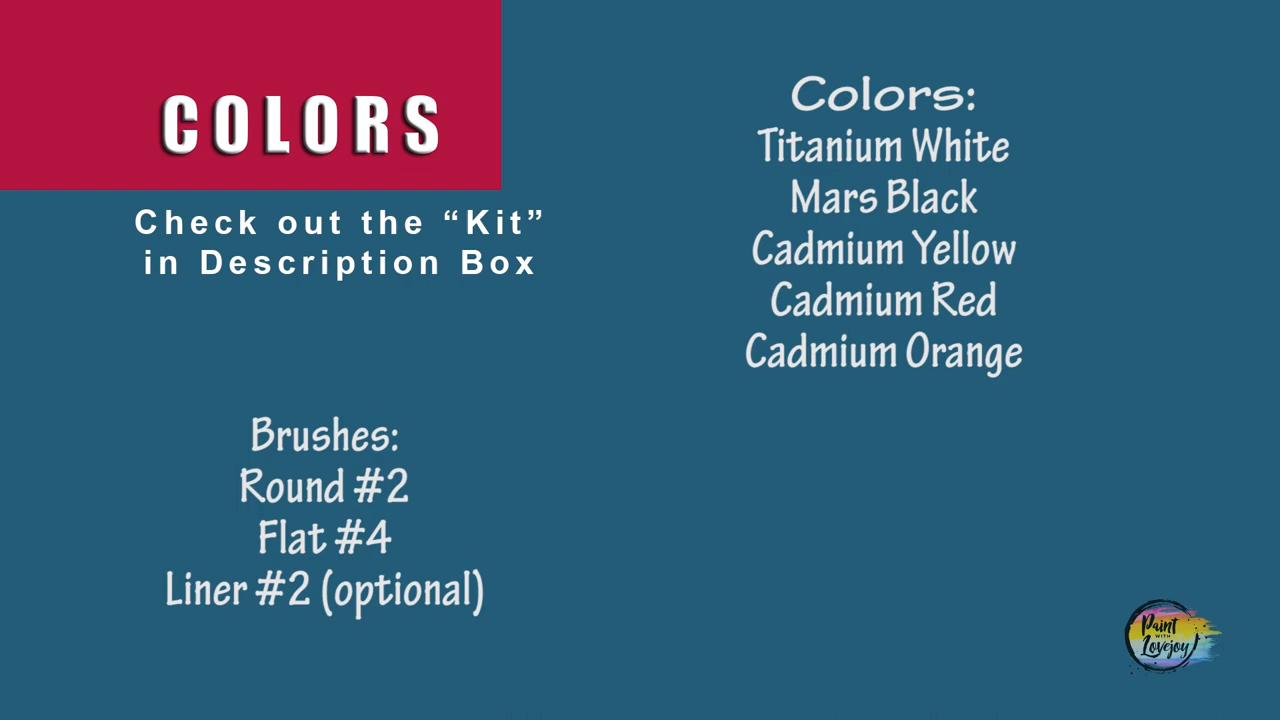 COLORS
Check out the “Kit”
in Description Box
Colors:
Titanium White
Mars Black
Cadmium Yellow
Cadmium Red
Cadmium Orange
Brushes:
Round #2
Flat #4
Liner #2 (optional)
Paint
WITH
Lovejoy